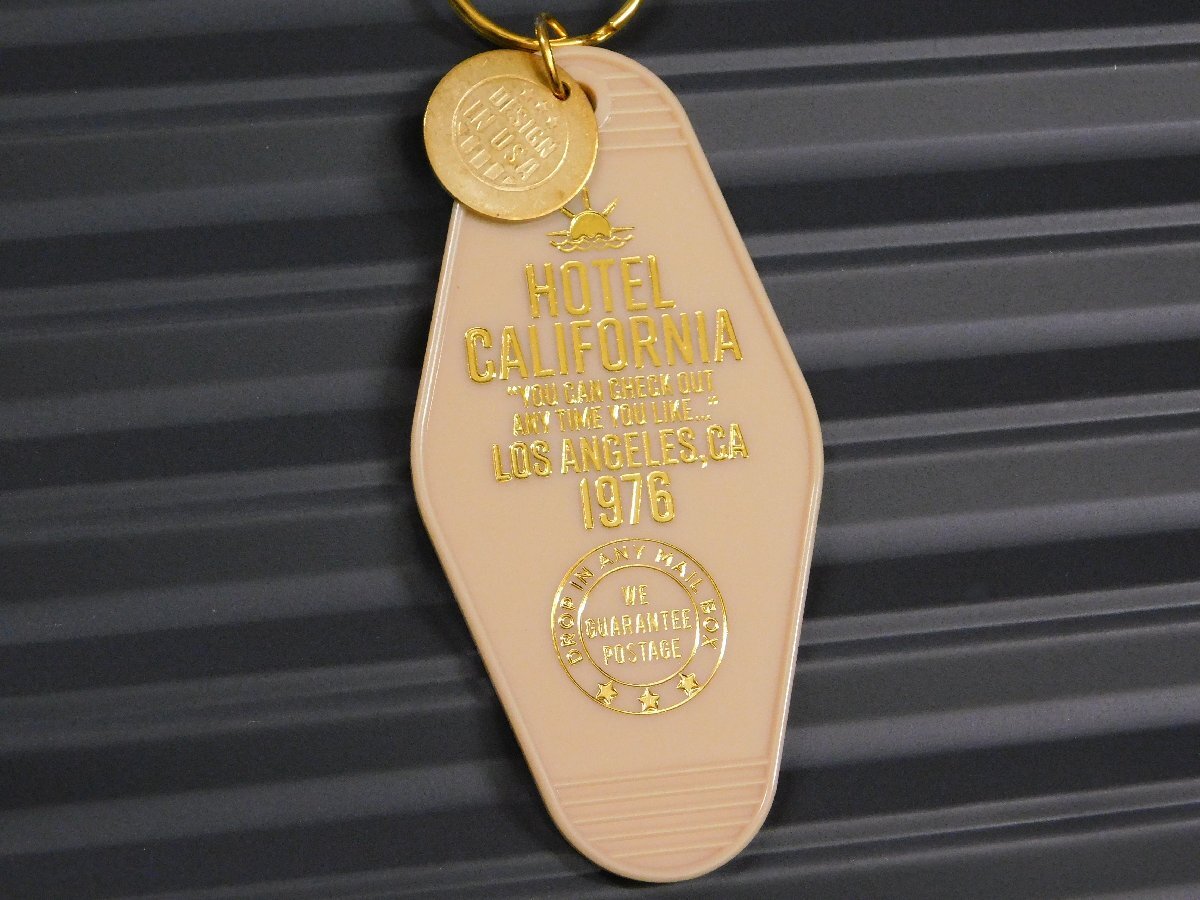 DESIGN
IN USA
HOTEL
CALIFORNIA
"YOU CAN CHECK OUT
ANY TIME YOU LIKE..."
LOS ANGELES,CA
1976
DROP IN ANY MAIL BOX
WE
GUARANTEE
POSTAGE